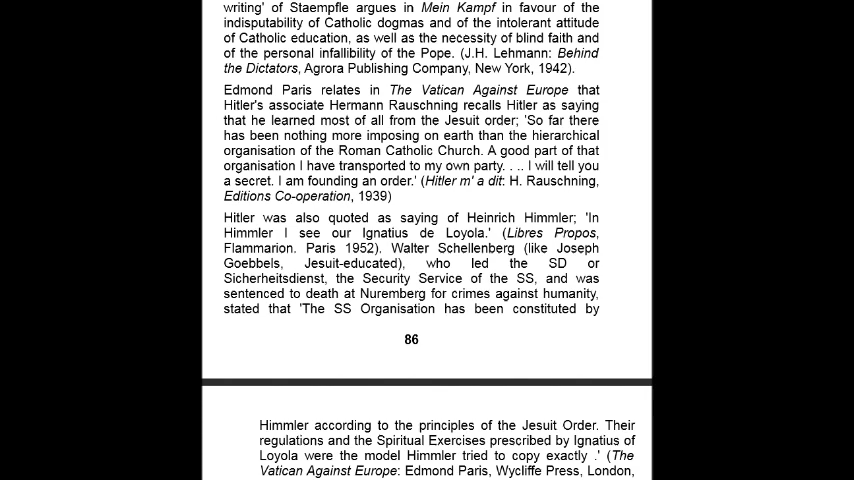 writing' of Staempfle argues in Mein Kampf in favour of the
indisputability of Catholic dogmas and of the intolerant attitude
of Catholic education, as well as the necessity of blind faith and
of the personal infallibility of the Pope. (J.H. Lehmann: Behind
the Dictators, Agrora Publishing Company, New York, 1942).
Edmond Paris relates in The Vatican Against Europe that
Hitler's associate Hermann Rauschning recalls Hitler as saying
that he learned most of all from the Jesuit order; 'So far there
has been nothing more imposing on earth than the hierarchical
organisation of the Roman Catholic Church. A good part of that
organisation I have transported to my own party. . .. I will tell you
a secret. I am founding an order.' (Hitler m' a dit: H. Rauschning,
Editions Co-operation, 1939)
Hitler was also quoted as saying of Heinrich Himmler; 'In
Himmler I see our Ignatius de Loyola.' (Libres Propos,
Flammarion. Paris 1952). Walter Schellenberg (like Joseph
Goebbels, Jesuit-educated), who led the SD or
Sicherheitsdienst, the Security Service of the SS, and was
sentenced to death at Nuremberg for crimes against humanity,
stated that 'The SS Organisation has been constituted by
86
Himmler according to the principles of the Jesuit Order. Their
regulations and the Spiritual Exercises prescribed by Ignatius of
Loyola were the model Himmler tried to copy exactly .' (The
Vatican Against Europe: Edmond Paris, Wycliffe Press, London,